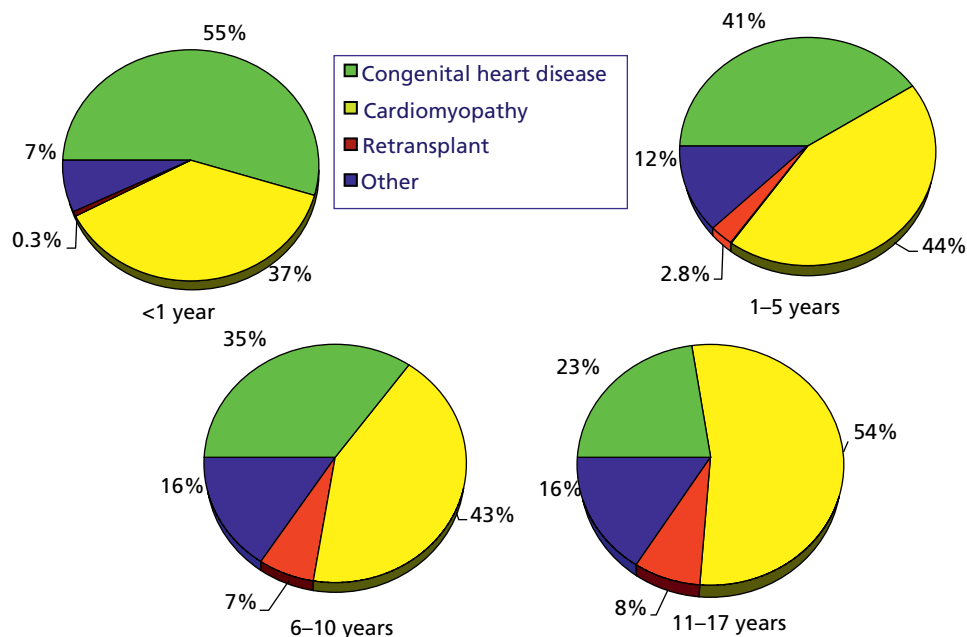 55%
7%
0.3%
37%
<1 year
Congenital heart disease
Cardiomyopathy
Retransplant
Other
41%
12%
2.8%
44%
1–5 years
35%
16%
7%
43%
6–10 years
23%
16%
8%
54%
11–17 years